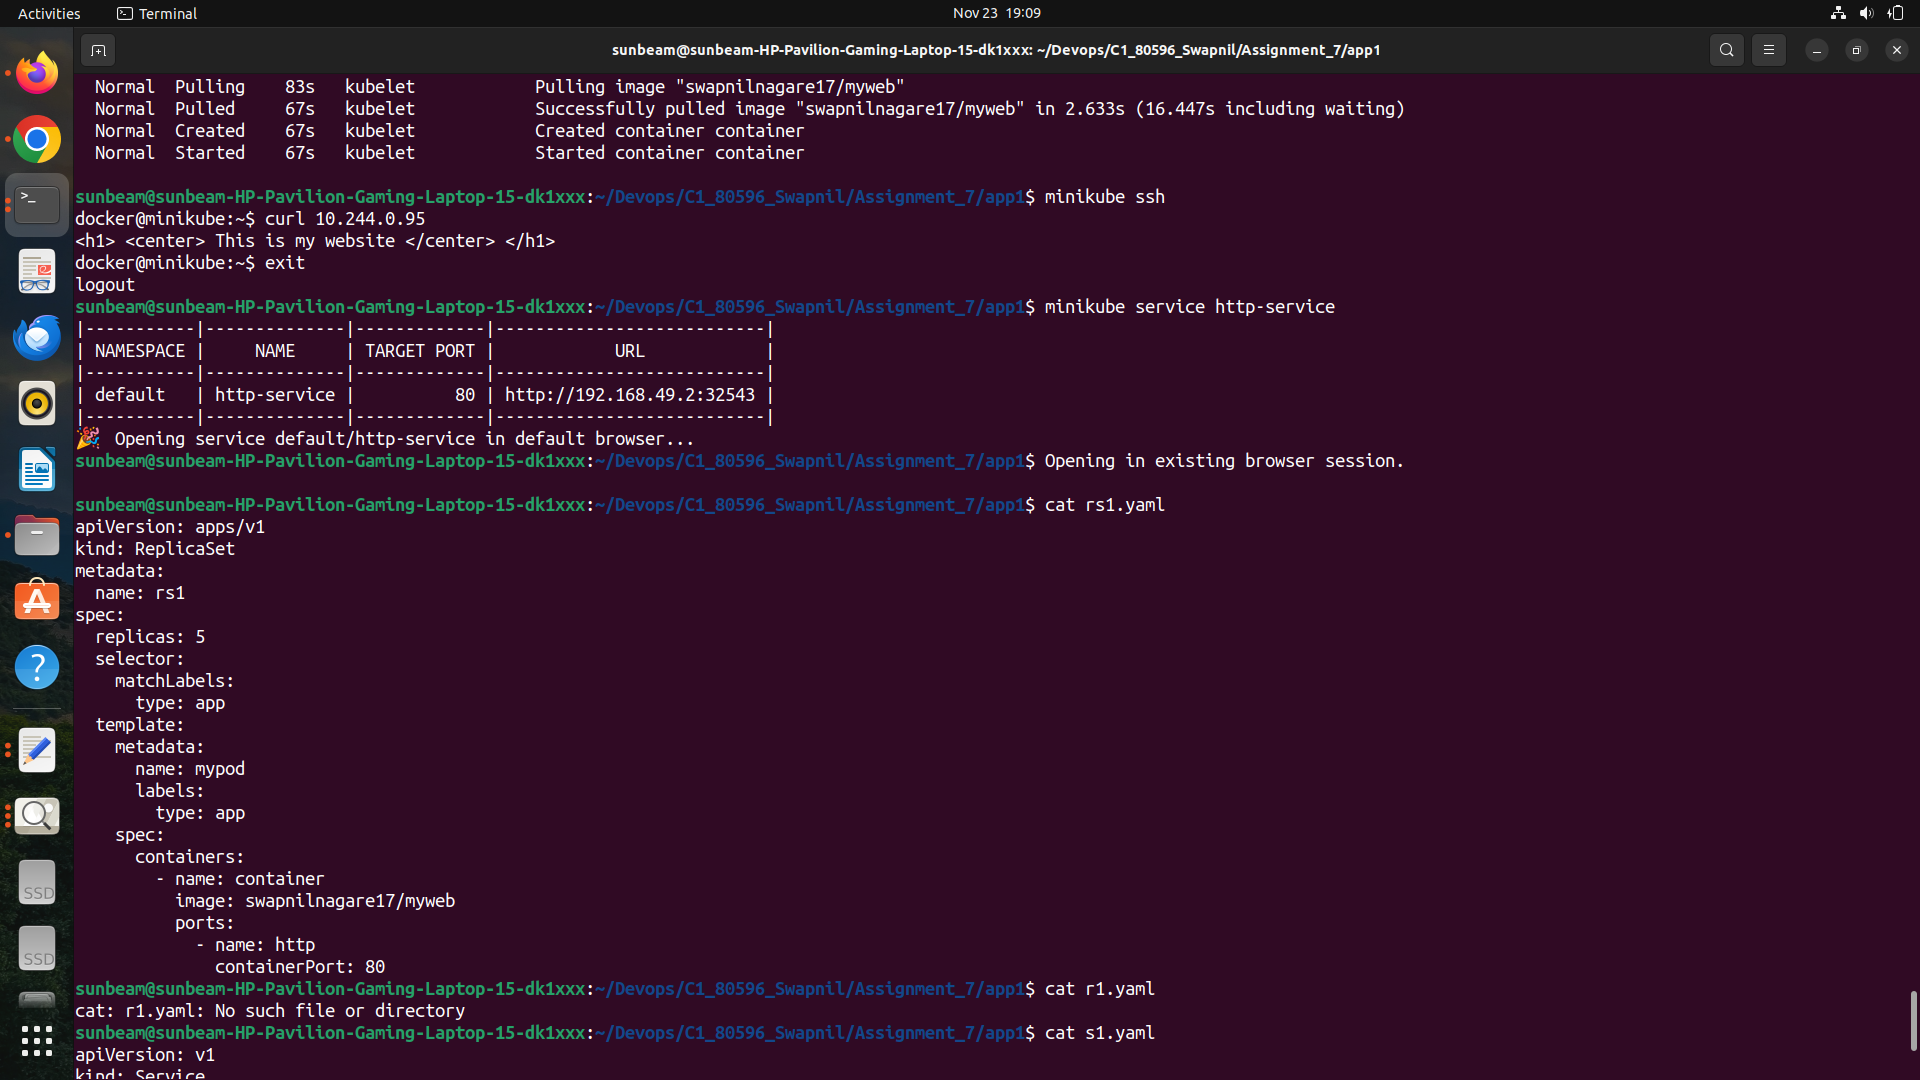 Activities
Terminal
Nov 23 19:09
sunbeam@sunbeam-HP-Pavilion-Gaming-Laptop-15-dk1xxx: ~/Devops/C1_80596_Swapnil/Assignment_7/app1
Normal  Pulling    83s   kubelet            Pulling image "swapnilnagare17/myweb"
Normal  Pulled     67s   kubelet            Successfully pulled image "swapnilnagare17/myweb" in 2.633s (16.447s including waiting)
Normal  Created    67s   kubelet            Created container container
Normal  Started    67s   kubelet            Started container container
sunbeam@sunbeam-HP-Pavilion-Gaming-Laptop-15-dk1xxx:~/Devops/C1_80596_Swapnil/Assignment_7/app1$ minikube ssh
docker@minikube:~$ curl 10.244.0.95
<h1> <center> This is my website </center> </h1>
docker@minikube:~$ exit
logout
sunbeam@sunbeam-HP-Pavilion-Gaming-Laptop-15-dk1xxx:~/Devops/C1_80596_Swapnil/Assignment_7/app1$ minikube service http-service
|-----------|--------------|-------------|---------------------------|
| NAMESPACE |     NAME     | TARGET PORT |            URL            |
|-----------|--------------|-------------|---------------------------|
| default   | http-service |          80 | http://192.168.49.2:32543 |
|-----------|--------------|-------------|---------------------------|
🎉 Opening service default/http-service in default browser...
sunbeam@sunbeam-HP-Pavilion-Gaming-Laptop-15-dk1xxx:~/Devops/C1_80596_Swapnil/Assignment_7/app1$ Opening in existing browser session.
sunbeam@sunbeam-HP-Pavilion-Gaming-Laptop-15-dk1xxx:~/Devops/C1_80596_Swapnil/Assignment_7/app1$ cat rs1.yaml
apiVersion: apps/v1
kind: ReplicaSet
metadata:
  name: rs1
spec:
  replicas: 5
  selector:
    matchLabels:
      type: app
  template:
    metadata:
      name: mypod
      labels:
        type: app
    spec:
      containers:
        - name: container
          image: swapnilnagare17/myweb
          ports:
            - name: http
              containerPort: 80
sunbeam@sunbeam-HP-Pavilion-Gaming-Laptop-15-dk1xxx:~/Devops/C1_80596_Swapnil/Assignment_7/app1$ cat r1.yaml
cat: r1.yaml: No such file or directory
sunbeam@sunbeam-HP-Pavilion-Gaming-Laptop-15-dk1xxx:~/Devops/C1_80596_Swapnil/Assignment_7/app1$ cat s1.yaml
apiVersion: v1
kind: Service
SSD
SSD